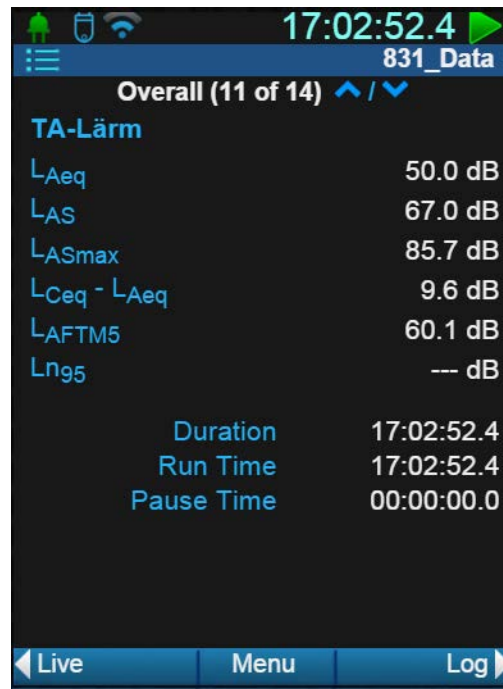 17:02:52.4
831_Data
Overall (11 of 14) /
TA-Lärm
LAeq 50.0 dB
LAS 67.0 dB
LASmax 85.7 dB
LCeq - LAeq 9.6 dB
LAFTM5 60.1 dB
Ln95 --- dB
Duration 17:02:52.4
Run Time 17:02:52.4
Pause Time 00:00:00.0
Live Menu Log